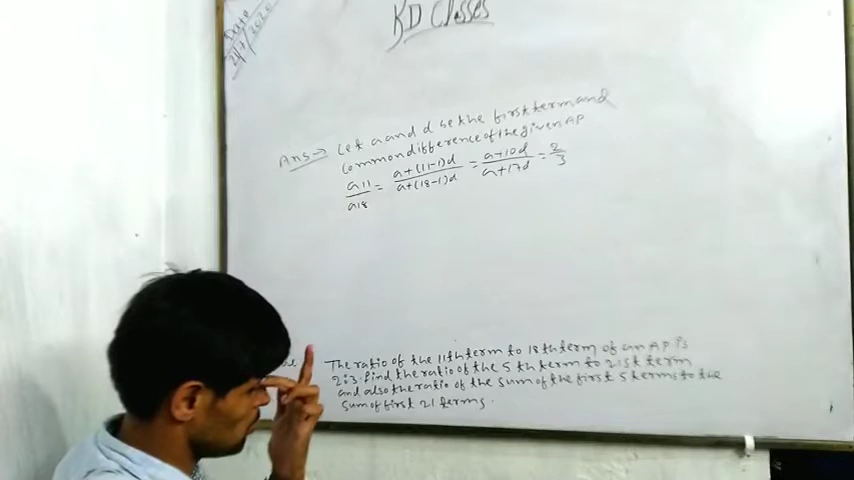 Date
21/7/2020
KD Classes
Ans→ Let a and d be the first term and
common difference of the given AP
a11/a18 = a+(11-1)d/a+(18-1)d = a+10d/a+17d = 2/3
The ratio of the 11th term to 18th term of an AP is
2:3. find the ratio of the 5th term to 21st term
and also the ratio of the sum of the first 5 terms to the
sum of first 21 terms.